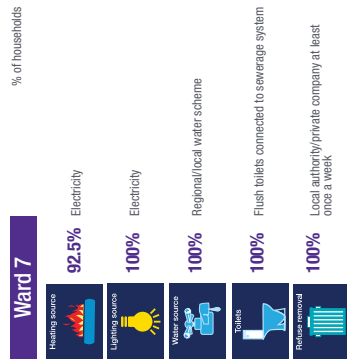 Ward 7
% of households
Heating source
92.5% Electricity
Lighting source
100% Electricity
Water source
100% Regional/local water scheme
Toilets
100% Flush toilets connected to sewerage system
Refuse removal
100% Local authority/private company at least
once a week